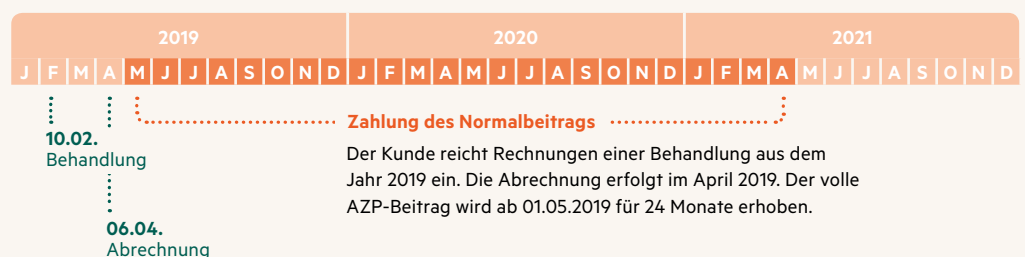 2019 2020 2021
J F M A M J J A S O N D J F M A M J J A S O N D J F M A M J J A S O N D
Zahlung des Normalbeitrags
10.02.
Behandlung
Der Kunde reicht Rechnungen einer Behandlung aus dem
Jahr 2019 ein. Die Abrechnung erfolgt im April 2019. Der volle
AZP-Beitrag wird ab 01.05.2019 für 24 Monate erhoben.
06.04.
Abrechnung